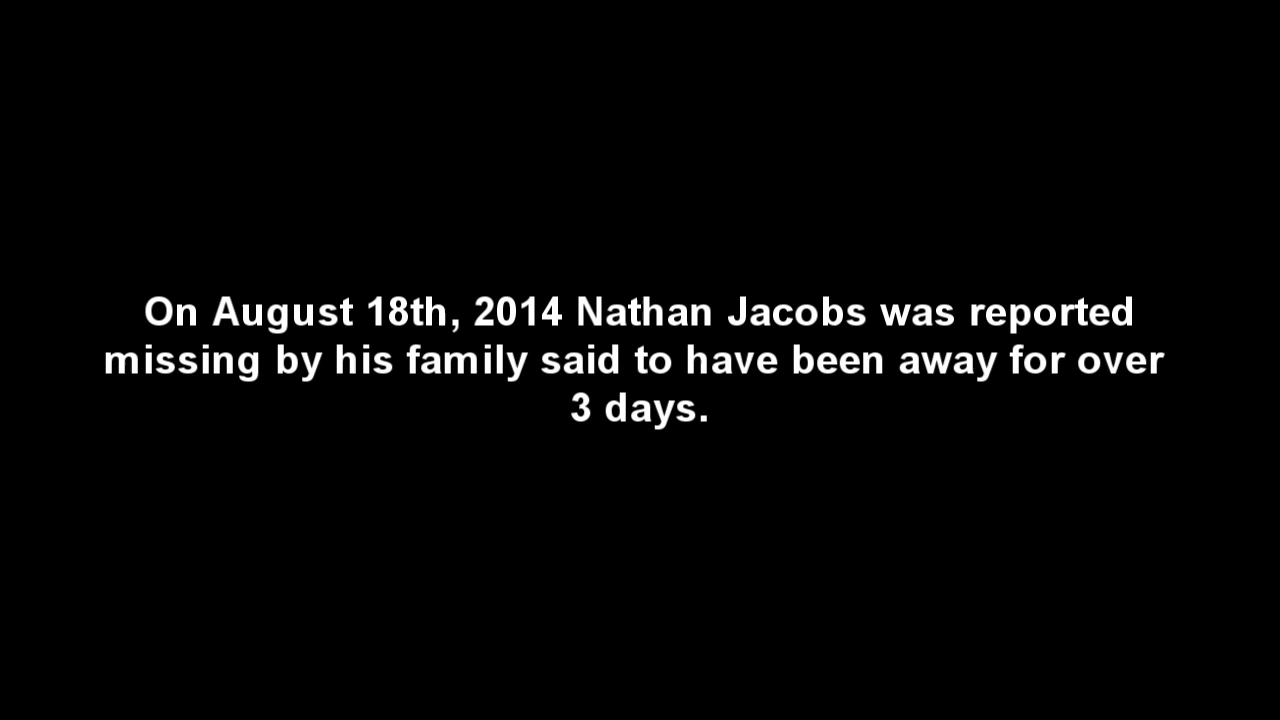 On August 18th, 2014 Nathan Jacobs was reported
missing by his family said to have been away for over
3 days.